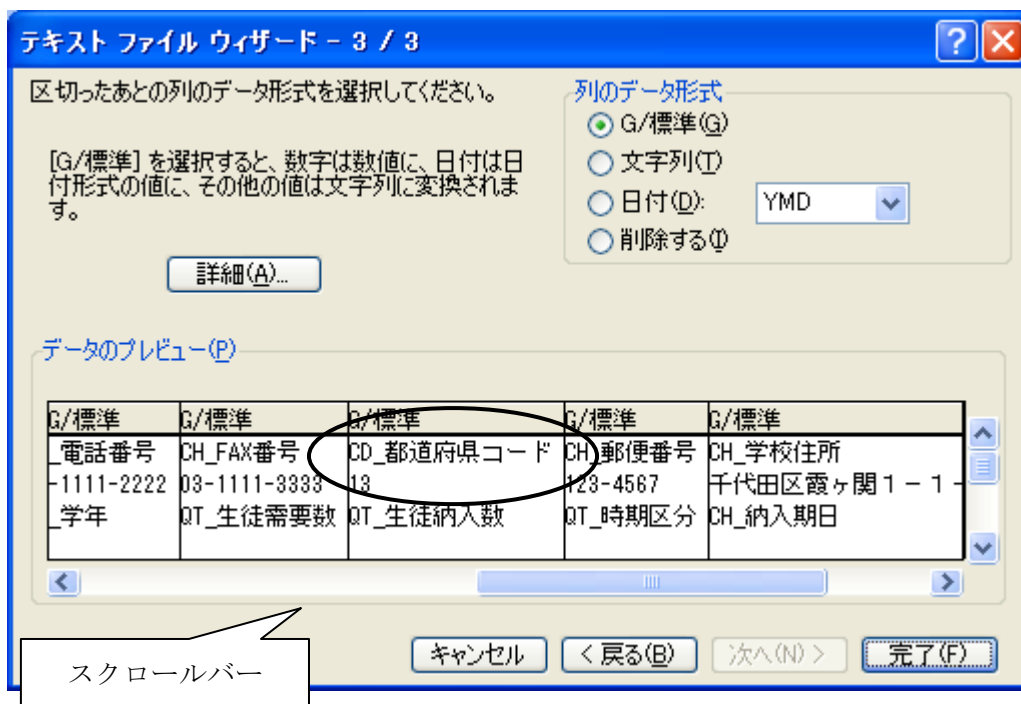 テキスト ファイル ウィザード - 3 / 3
区切ったあとの列のデータ形式を選択してください。
[G/標準] を選択すると、数字は数値に、日付は日
付形式の値に、その他の値は文字列に変換されま
す。
詳細(A)...
列のデータ形式
G/標準(G)
文字列(T)
日付(D):
YMD
削除する(I)
データのプレビュー(P)
G/標準 G/標準 G/標準 G/標準 G/標準
_電話番号 CH_FAX番号 CD_都道府県コード CH_郵便番号 CH_学校住所
-1111-2222 03-1111-3333 13 123-4567 千代田区霞ヶ関１－１-
_学年 QT_生徒需要数 QT_生徒納入数 QT_時期区分 CH_納入期日
スクロールバー
キャンセル
< 戻る(B)
次へ(N) >
完了(F)